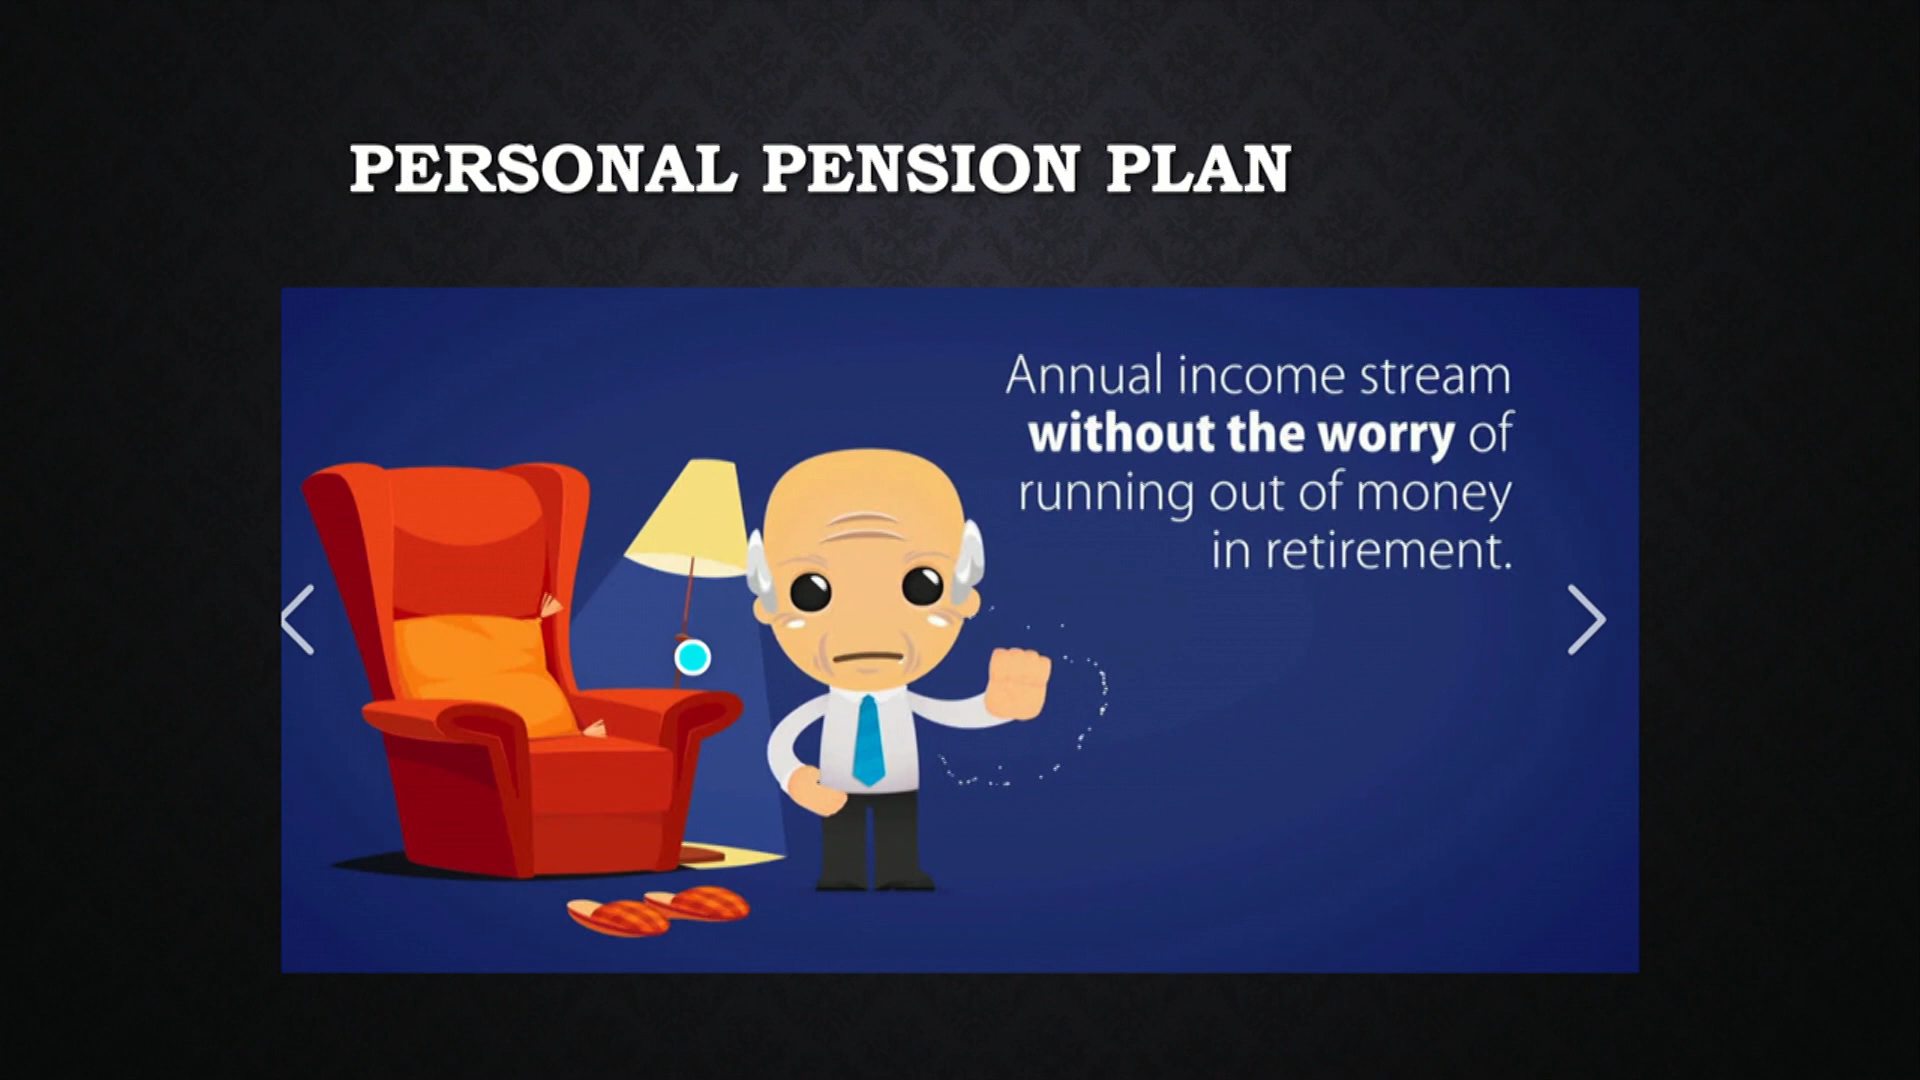 PERSONAL PENSION PLAN
Annual income stream
without the worry of
running out of money
in retirement.